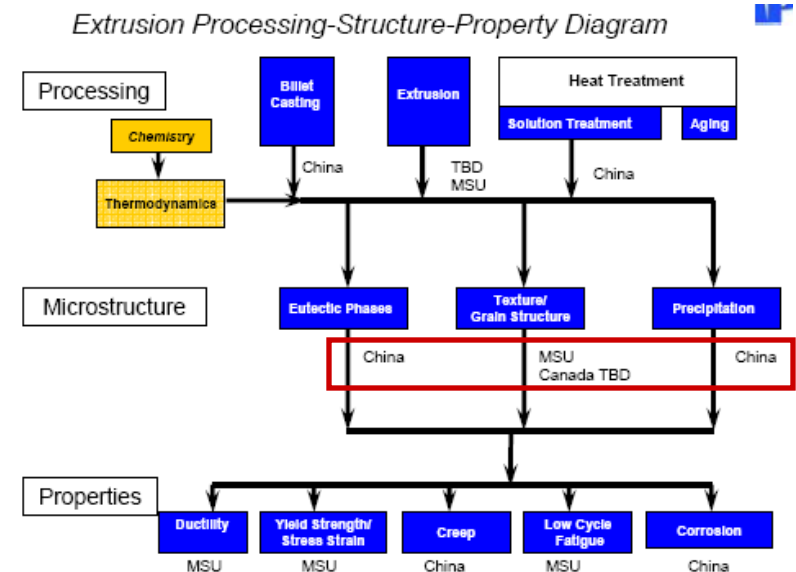 Extrusion Processing-Structure-Property Diagram
Processing
Billet
Casting
Extrusion
Heat Treatment
Solution Treatment
Aging
Chemistry
Thermodynamics
China
TBD
MSU
China
Microstructure
Eutectic Phases
Texture/
Grain Structure
Precipitation
China
MSU
Canada TBD
China
Properties
Ductility
Yield Strength/
Stress Strain
Creep
Low Cycle
Fatigue
Corrosion
MSU
MSU
China
MSU
China